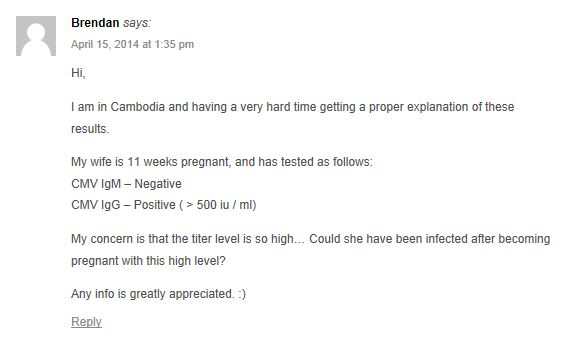 Brendan says:
April 15, 2014 at 1:35 pm
Hi,
I am in Cambodia and having a very hard time getting a proper explanation of these
results.
My wife is 11 weeks pregnant, and has tested as follows:
CMV IgM – Negative
CMV IgG – Positive ( > 500 iu / ml)
My concern is that the titer level is so high… Could she have been infected after becoming
pregnant with this high level?
Any info is greatly appreciated. :)
Reply